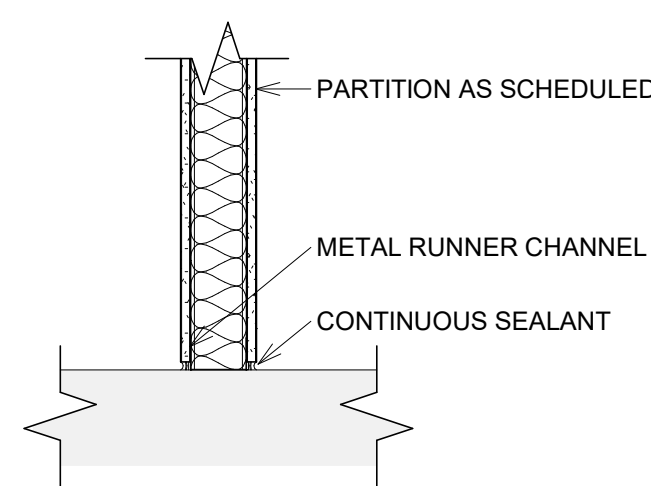 PARTITION AS SCHEDULED
METAL RUNNER CHANNEL
CONTINUOUS SEALANT